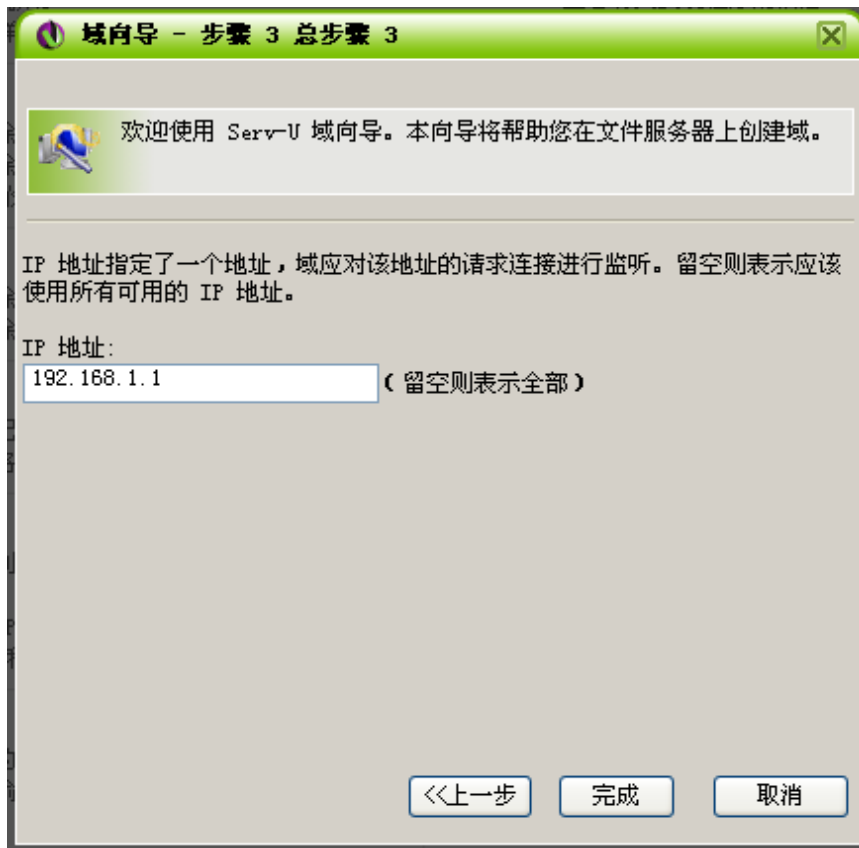 域向导 - 步骤 3 总步骤 3
欢迎使用 Serv-U 域向导。本向导将帮助您在文件服务器上创建域。
IP 地址指定了一个地址，域应对该地址的请求连接进行监听。留空则表示应该
使用所有可用的 IP 地址。
IP 地址:
192.168.1.1 (留空则表示全部)
<<上一步 完成 取消